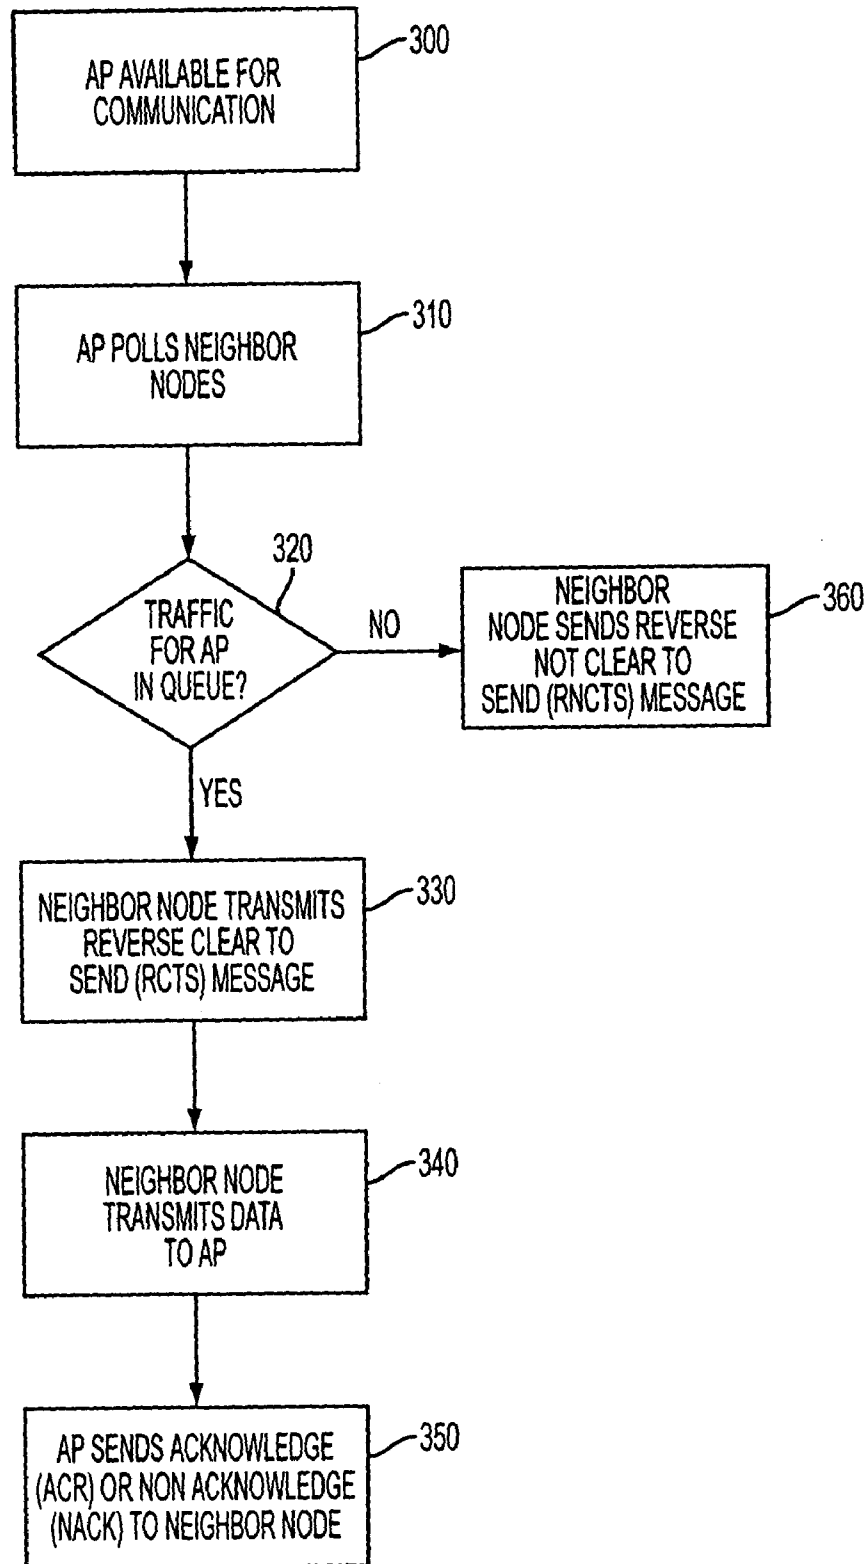 AP AVAILABLE FOR
COMMUNICATION
300
AP POLLS NEIGHBOR
NODES
310
320
TRAFFIC
FOR AP
IN QUEUE?
NO
NEIGHBOR
NODE SENDS REVERSE
NOT CLEAR TO
SEND (RNCTS) MESSAGE
360
YES
NEIGHBOR NODE TRANSMITS
REVERSE CLEAR TO
SEND (RCTS) MESSAGE
330
NEIGHBOR NODE
TRANSMITS DATA
TO AP
340
AP SENDS ACKNOWLEDGE
(ACR) OR NON ACKNOWLEDGE
(NACK) TO NEIGHBOR NODE
350